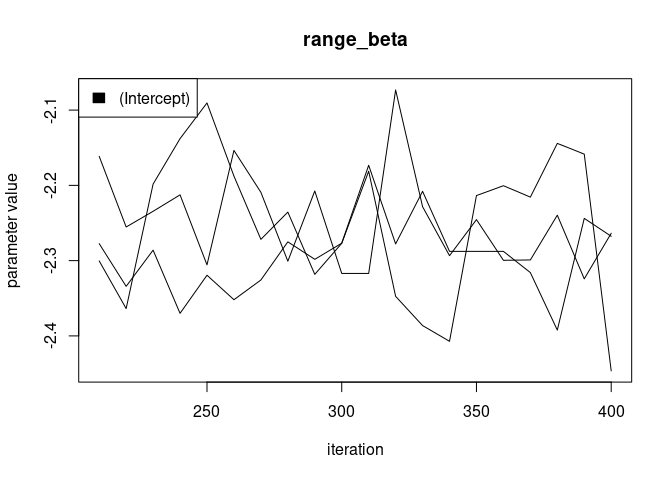 range_beta
(Intercept)
parameter value
-2.1
-2.2
-2.3
-2.4
250 300 350 400
iteration